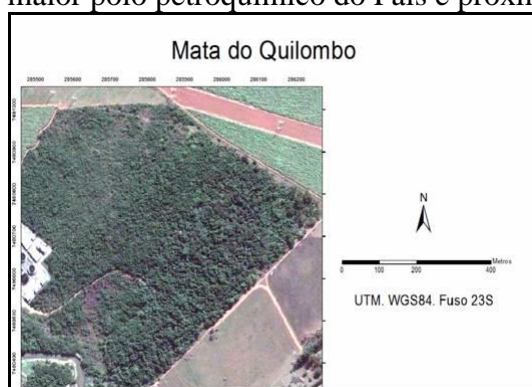 maior polo petroquímico do País e próxim
Mata do Quilombo
285500 285600 285700 285800 285900 286000 286100 286200
N
Metros
0 100 200 400
UTM. WGS84. Fuso 23S